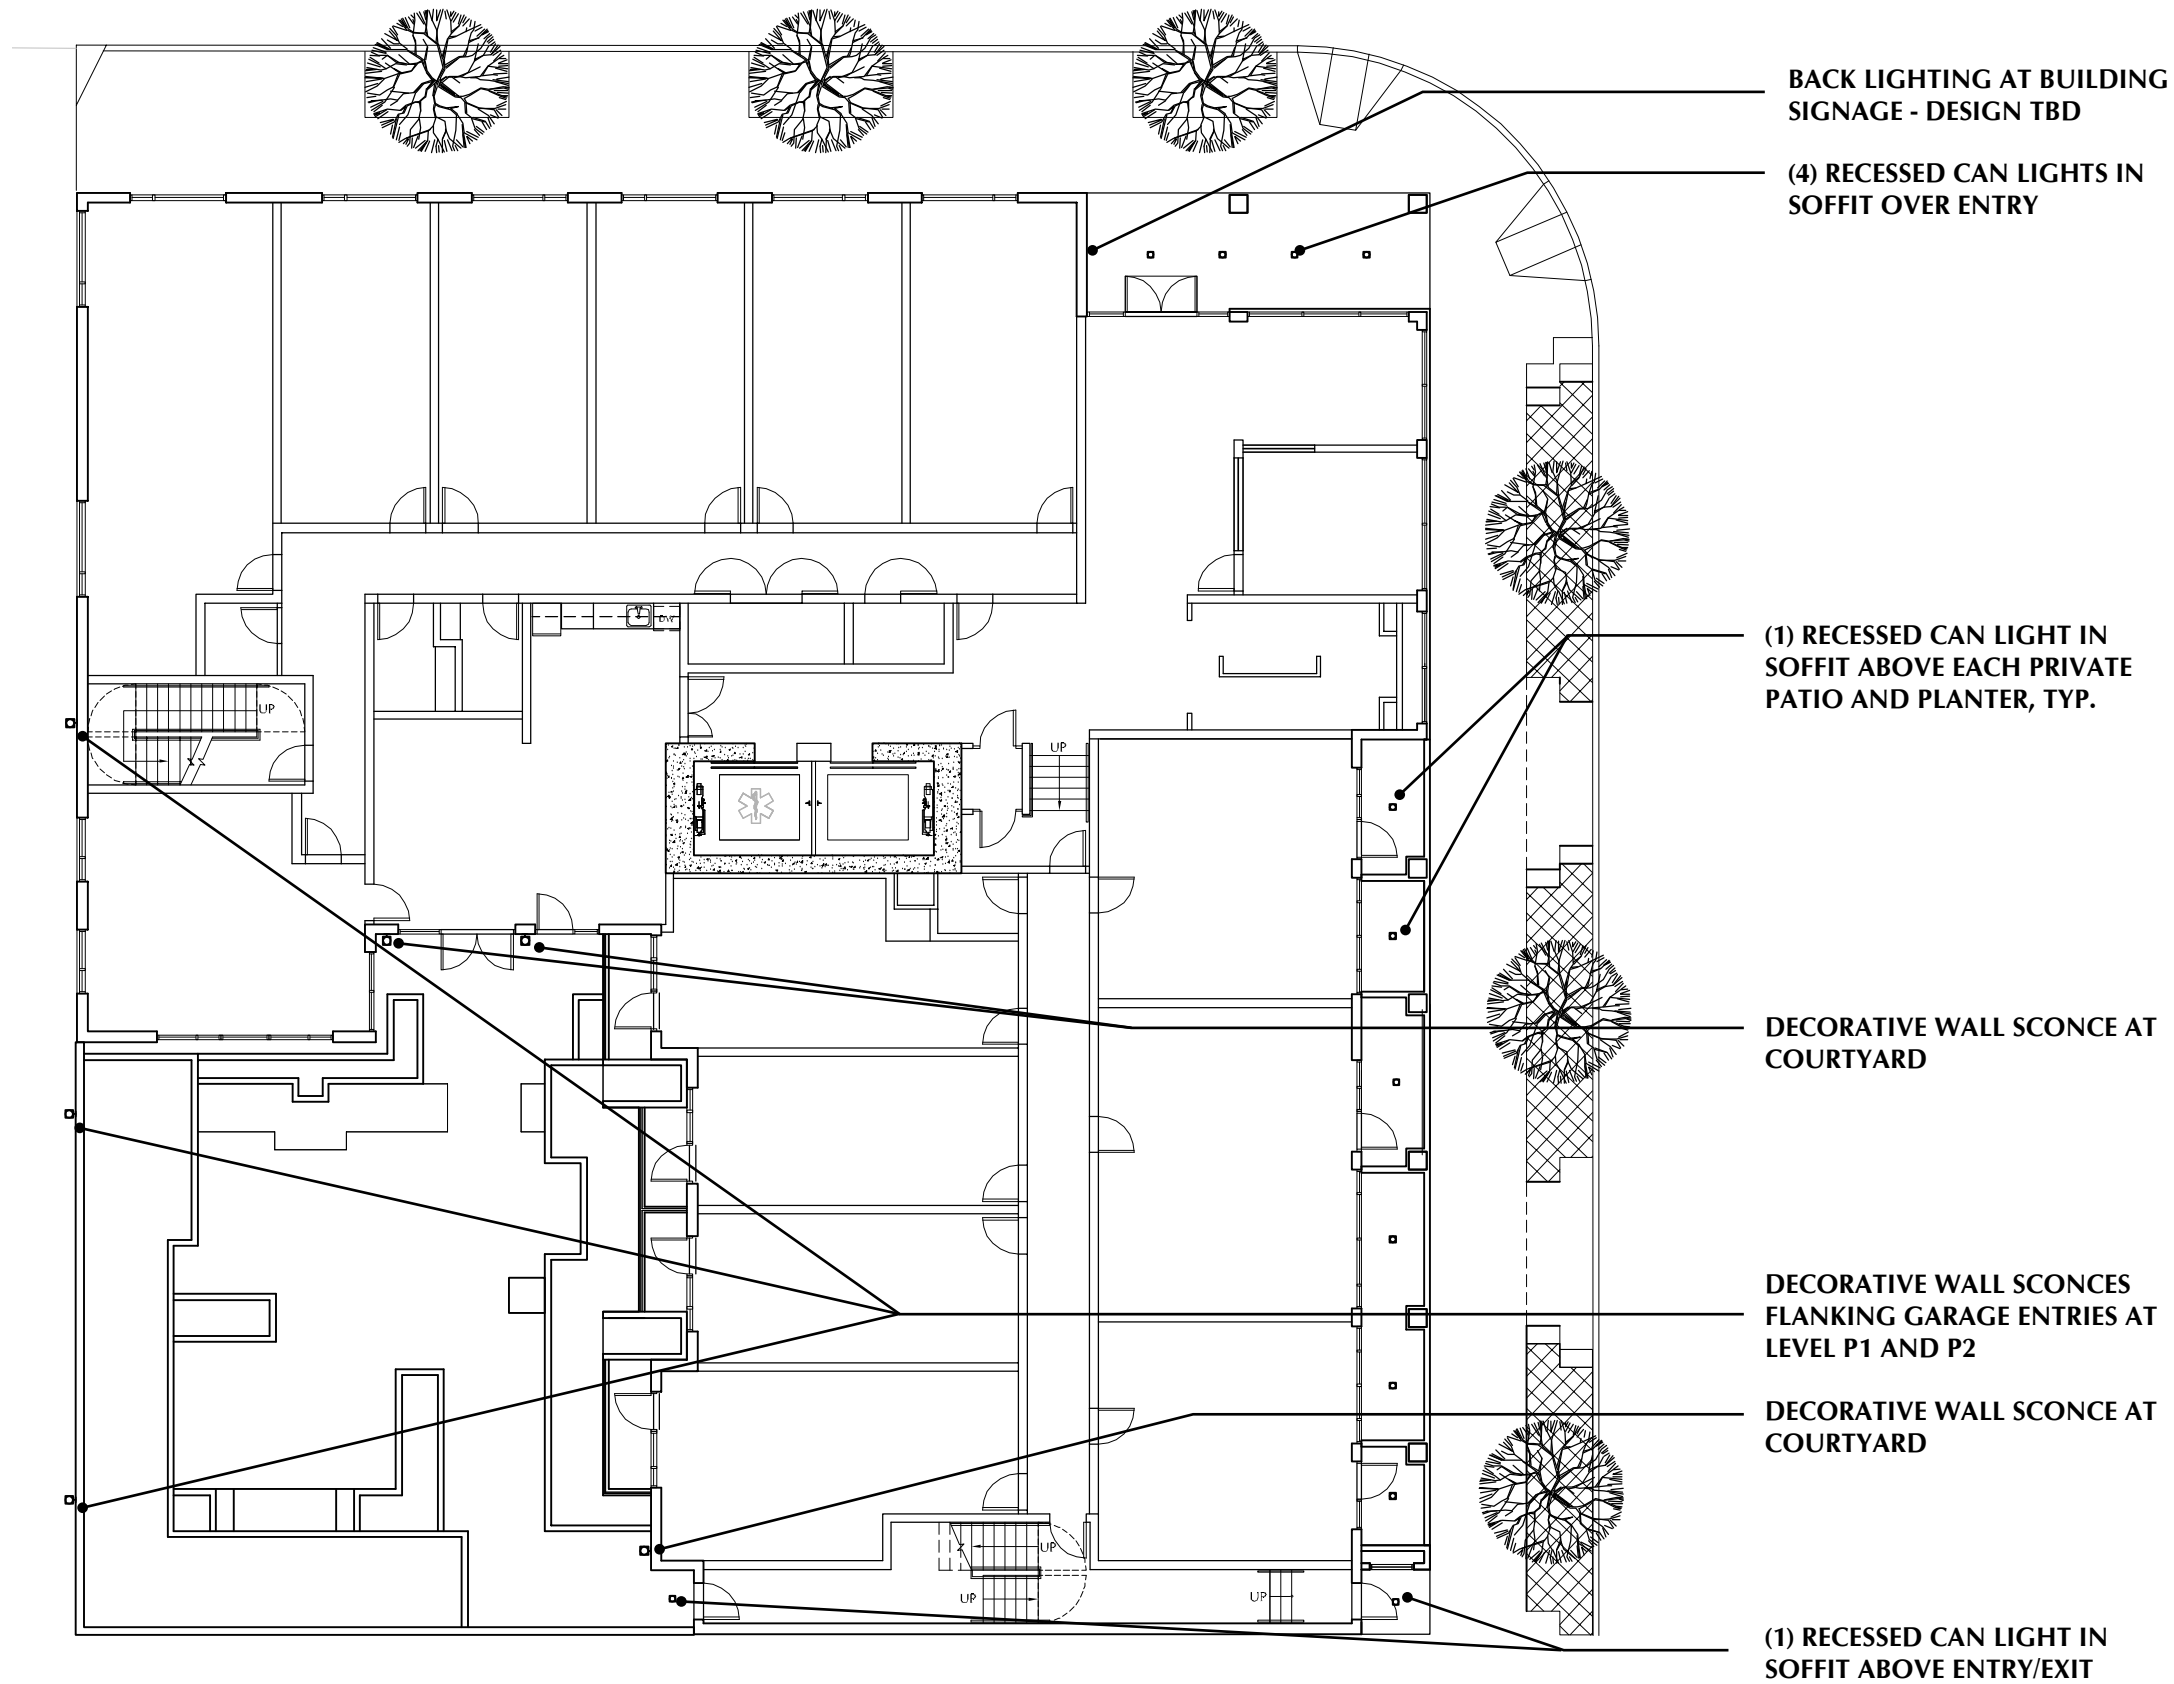 BACK LIGHTING AT BUILDING
SIGNAGE - DESIGN TBD
(4) RECESSED CAN LIGHTS IN
SOFFIT OVER ENTRY
DW
(1) RECESSED CAN LIGHT IN
SOFFIT ABOVE EACH PRIVATE
PATIO AND PLANTER, TYP.
UP
UP
DECORATIVE WALL SCONCE AT
COURTYARD
DECORATIVE WALL SCONCES
FLANKING GARAGE ENTRIES AT
LEVEL P1 AND P2
DECORATIVE WALL SCONCE AT
COURTYARD
UP
UP
UP
(1) RECESSED CAN LIGHT IN
SOFFIT ABOVE ENTRY/EXIT